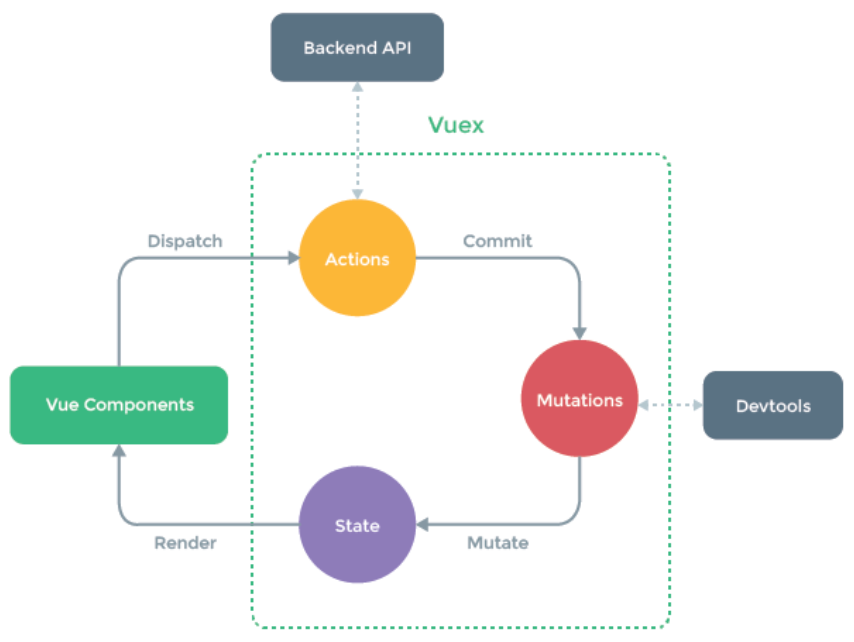 Backend API
Vuex
Dispatch
Commit
Actions
Vue Components
Mutations
Devtools
State
Render
Mutate